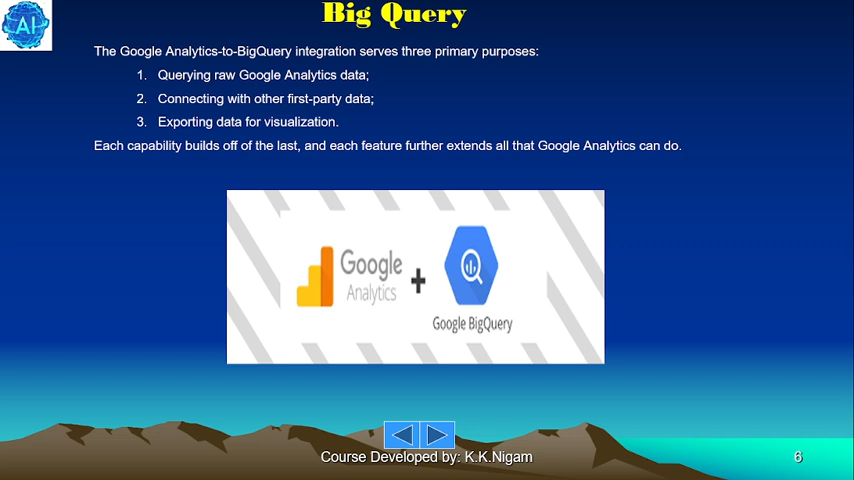 Big Query
AI
The Google Analytics-to-BigQuery integration serves three primary purposes:
1. Querying raw Google Analytics data;
2. Connecting with other first-party data;
3. Exporting data for visualization.
Each capability builds off of the last, and each feature further extends all that Google Analytics can do.
Google
Analytics
+
Google BigQuery
Course Developed by: K.K.Nigam
6